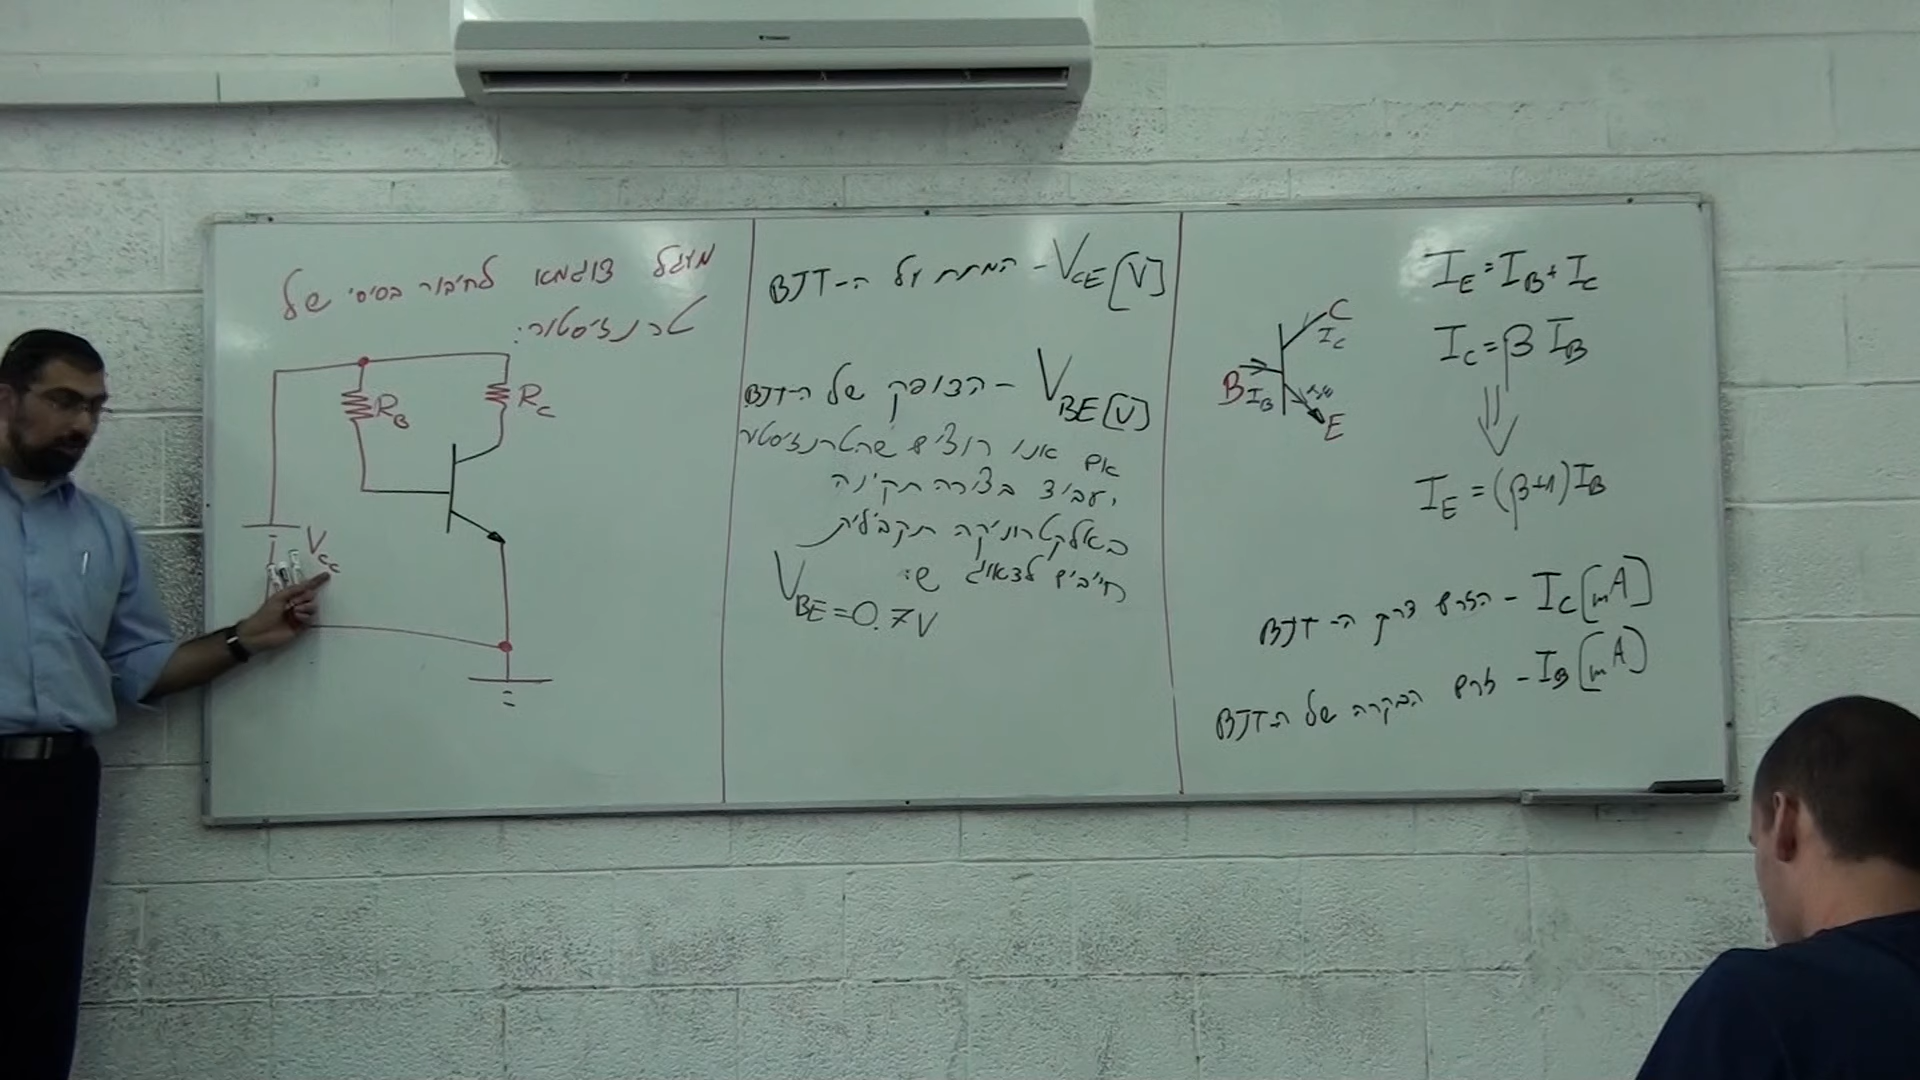 מעגל דוגמא לחיבור בסיסי של
טרנזיסטור:
R_B
R_C
V_CC
V_CE [V] - המתח על ה-BJT
V_BE [V] - הדופק של ה-BJT
אם אנו רוצים שהטרנזיסטור
יעבוד בצורה תקינה
באלקטרוניקה תקבילית
חייבים לדאוג ש:
V_BE = 0.7V
C
I_C
B
I_B
E
I_E = I_B + I_C
I_C = β I_B
⇓
I_E = (β+1) I_B
I_C [mA] - הזרם דרך ה-BJT
I_B [mA] - זרם הבקרה של ה-BJT